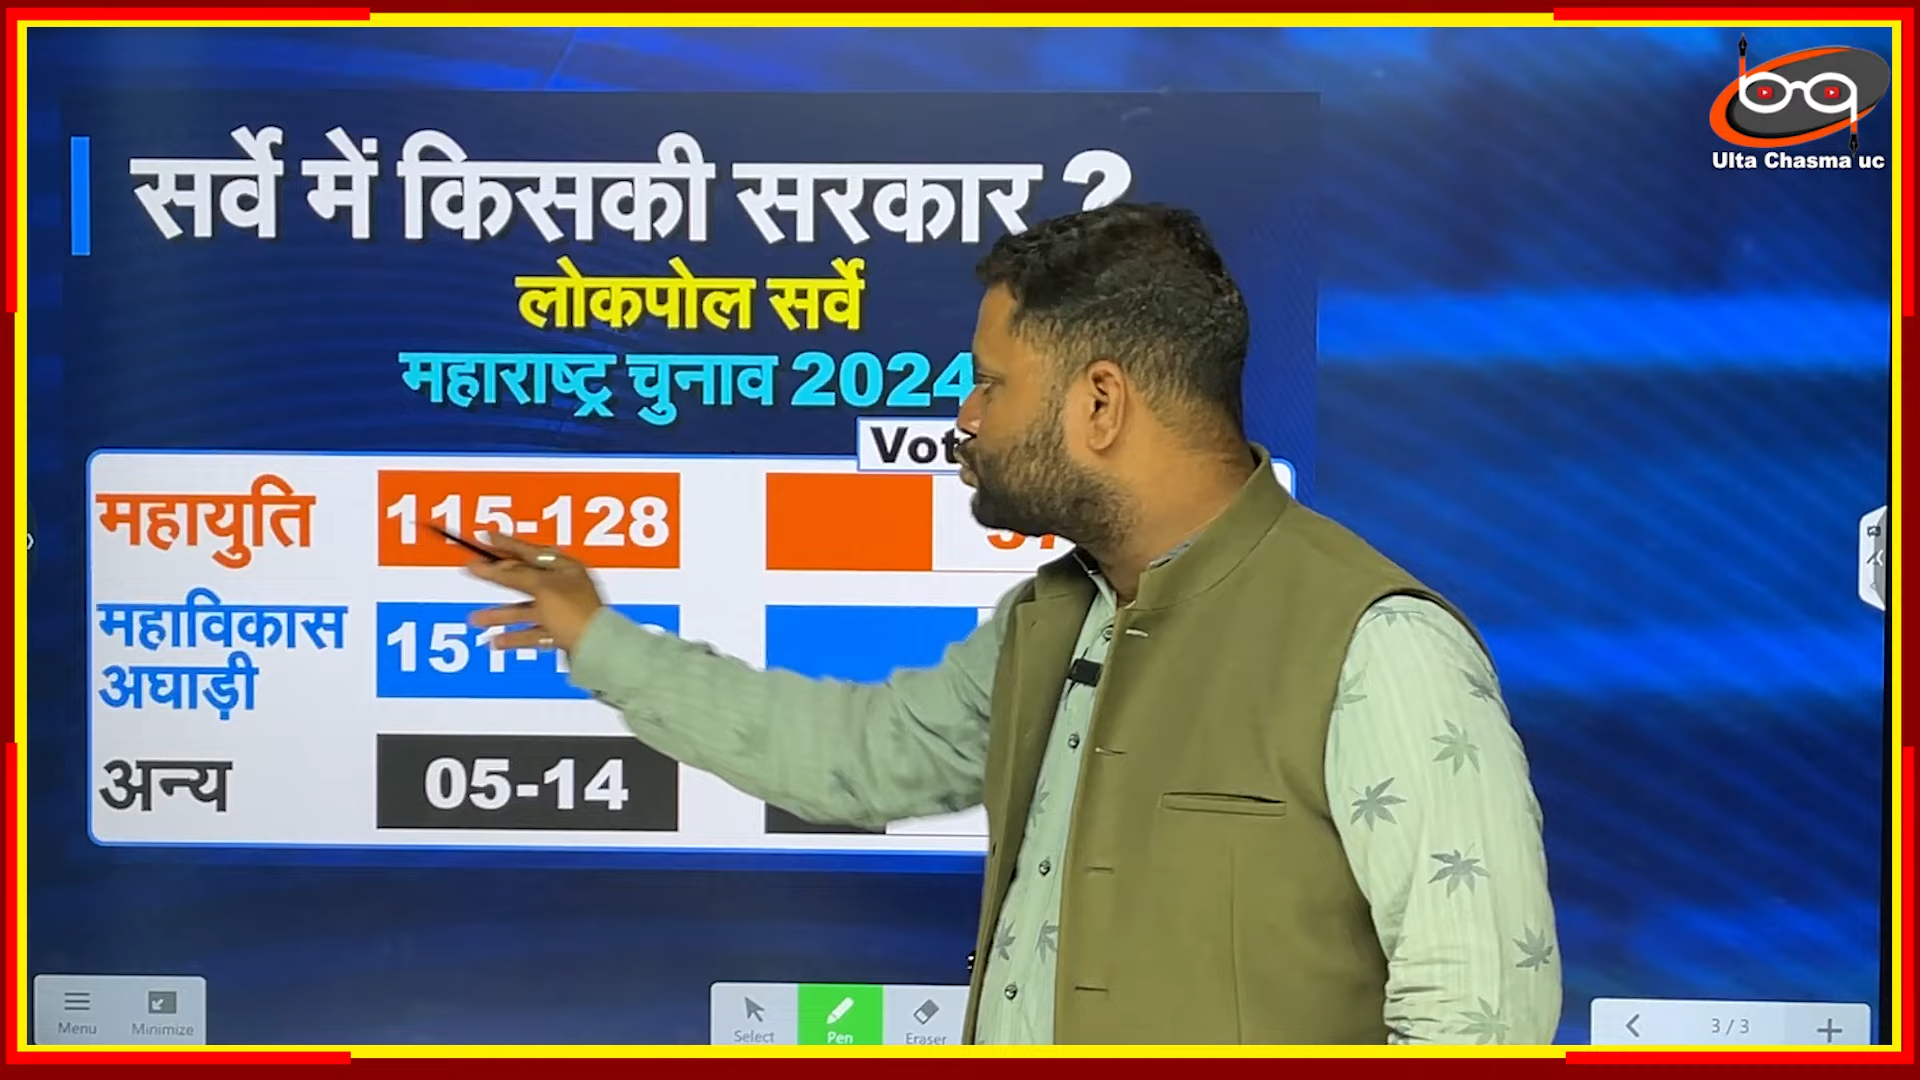 Ulta Chasma uc
सर्वे में किसकी सरकार ?
लोकपोल सर्वे
महाराष्ट्र चुनाव 2024
महायुति 115-128
महाविकास
अघाड़ी
अन्य 05-14
Menu Minimize Select Pen Eraser 3 / 3